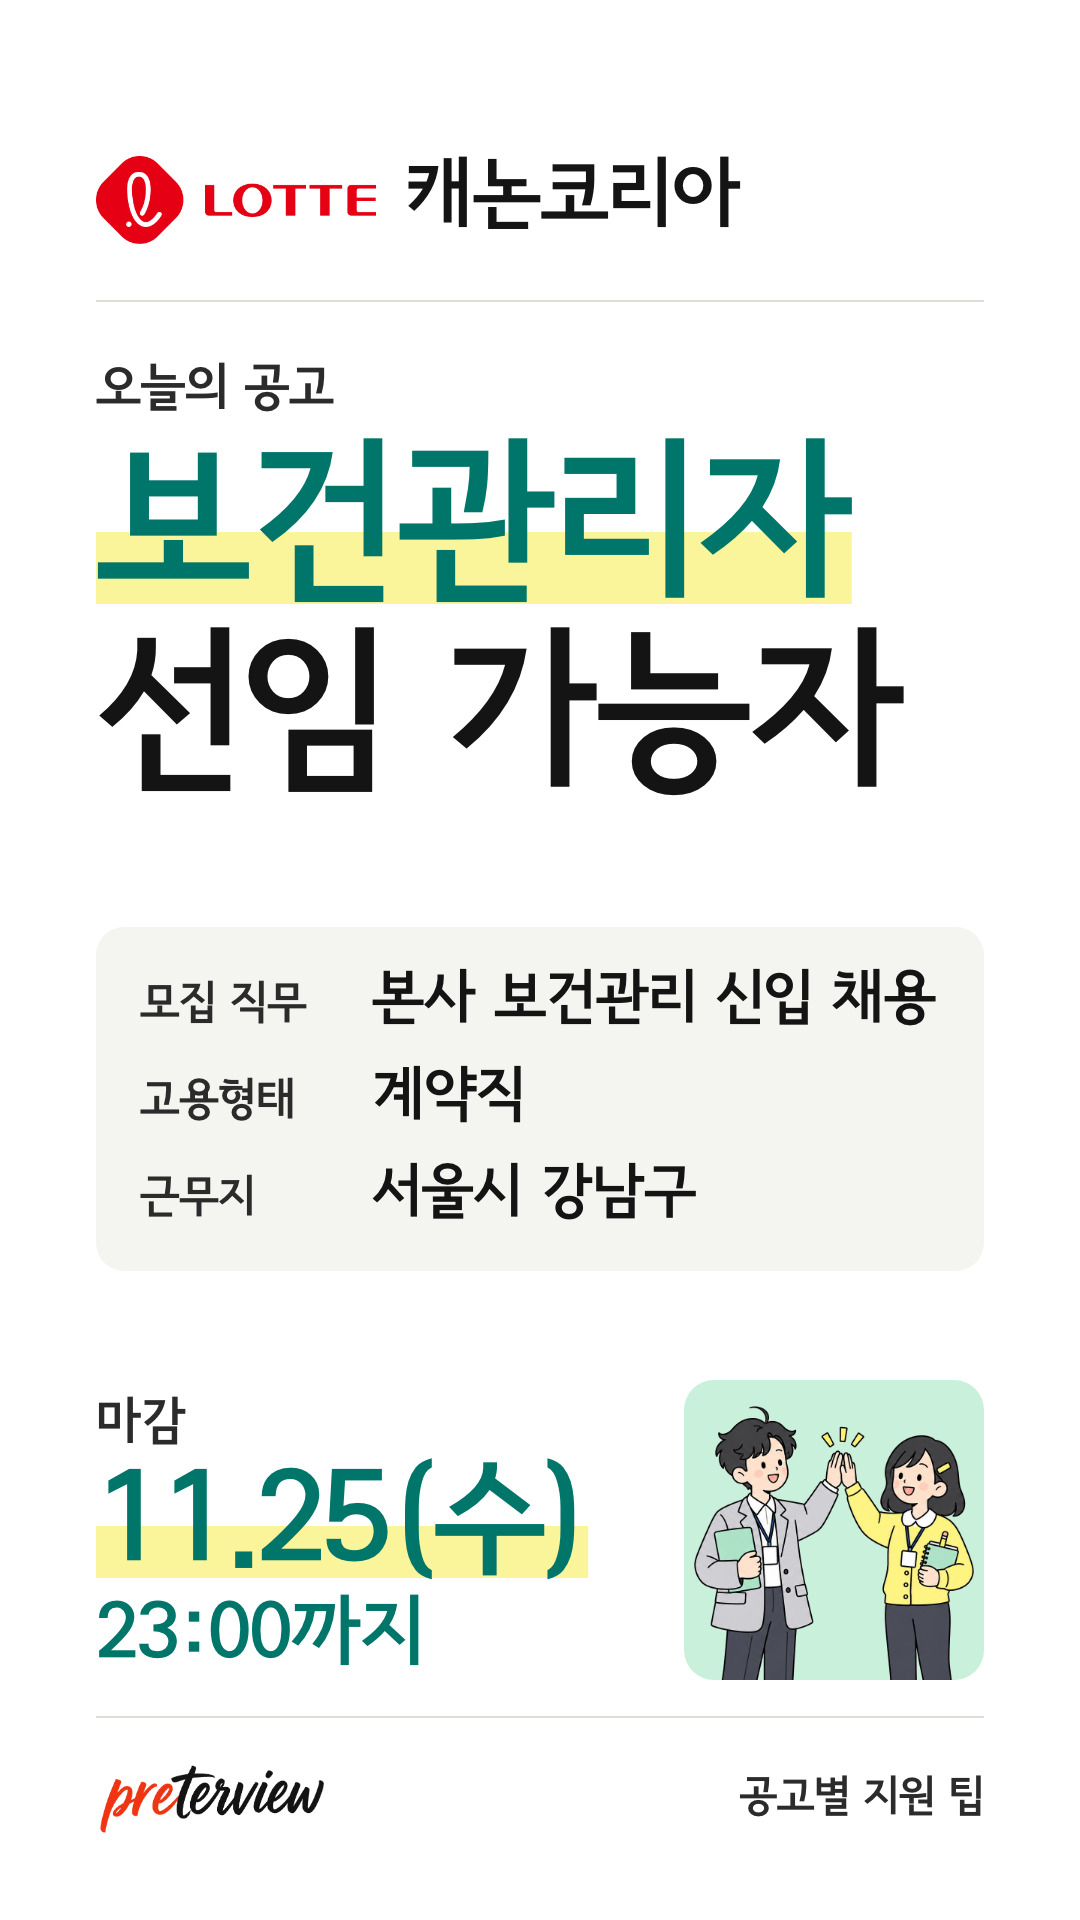 LOTTE 캐논코리아
오늘의 공고
보건관리자
선임 가능자
모집 직무 본사 보건관리 신입 채용
고용형태 계약직
근무지 서울시 강남구
마감
11.25(수)
23:00까지
preterview 공고별 지원 팁